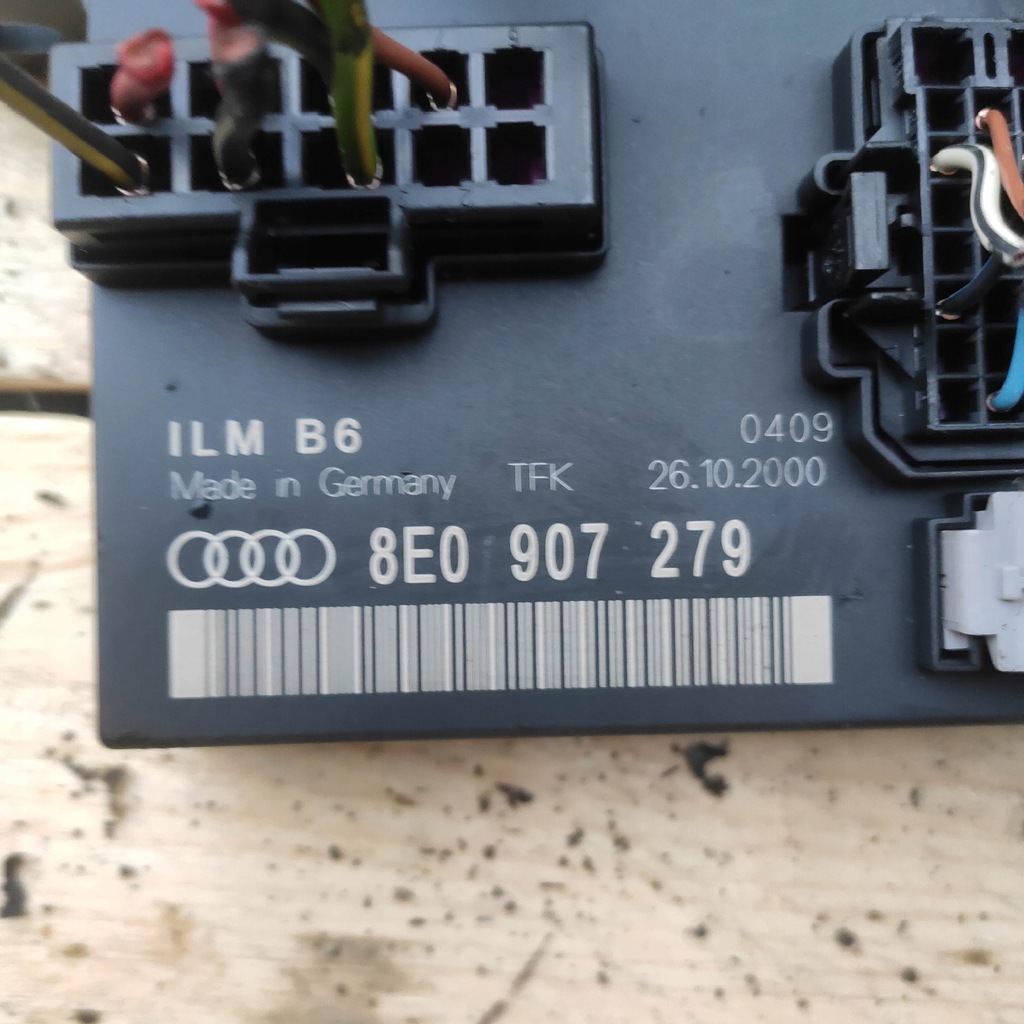 ILM B6 0409
Made in Germany TFK 26.10.2000
8E0 907 279